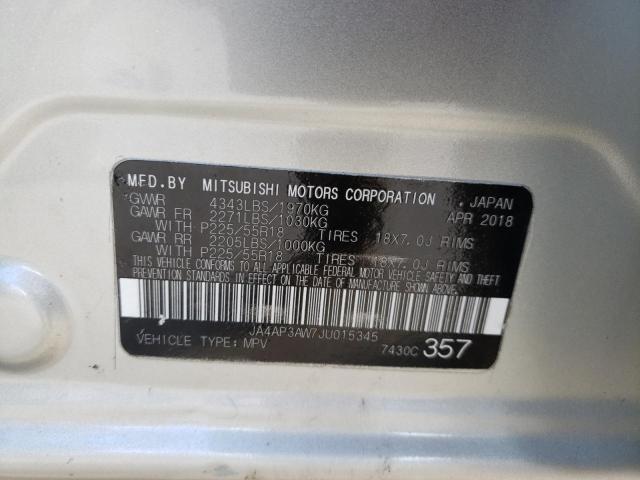 MFD.BY MITSUBISHI MOTORS CORPORATION JAPAN
GVWR 4343LBS/1970KG APR 2018
GAWR FR 2271LBS/1030KG
WITH P225/55R18 TIRES 18X7.0J RIMS
GAWR RR 2205LBS/1000KG
WITH P225/55R18 TIRES 18X7.0J RIMS
THIS VEHICLE CONFORMS TO ALL APPLICABLE FEDERAL MOTOR VEHICLE SAFETY AND THEFT
PREVENTION STANDARDS IN EFFECT ON THE DATE OF MANUFACTURE SHOWN ABOVE.
JA4AP3AW7JU015345
VEHICLE TYPE: MPV 7430C 357